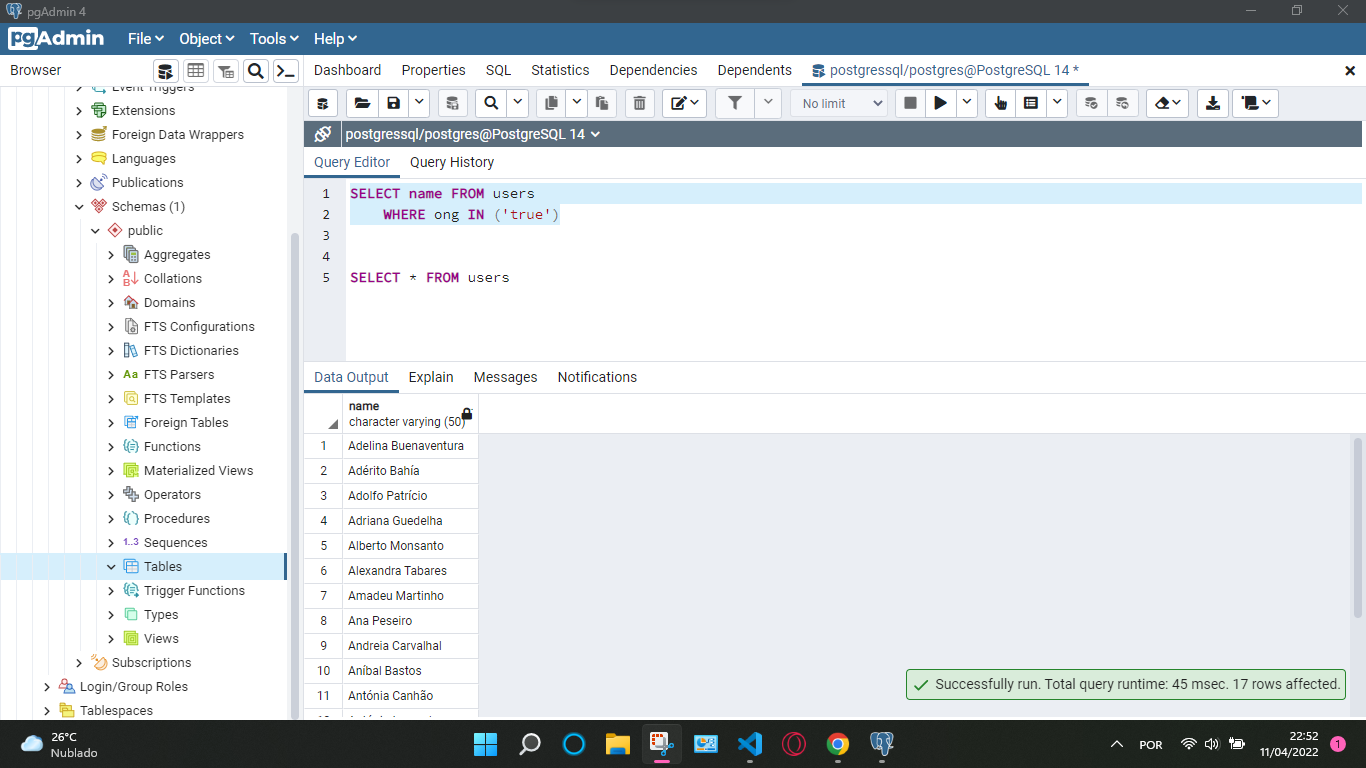 pgAdmin 4
pgAdmin File Object Tools Help
Browser
Dashboard Properties SQL Statistics Dependencies Dependents postgressql/postgres@PostgreSQL 14 *
No limit
postgressql/postgres@PostgreSQL 14
Query Editor Query History
Event Triggers
Extensions
Foreign Data Wrappers
Languages
Publications
Schemas (1)
public
Aggregates
Collations
Domains
FTS Configurations
FTS Dictionaries
Aa FTS Parsers
FTS Templates
Foreign Tables
Functions
Materialized Views
Operators
Procedures
1..3 Sequences
Tables
Trigger Functions
Types
Views
Subscriptions
Login/Group Roles
Tablespaces
1 SELECT name FROM users
2 WHERE ong IN ('true')
3
4
5 SELECT * FROM users
Data Output Explain Messages Notifications
name
character varying (50)
1 Adelina Buenaventura
2 Adérito Bahía
3 Adolfo Patrício
4 Adriana Guedelha
5 Alberto Monsanto
6 Alexandra Tabares
7 Amadeu Martinho
8 Ana Peseiro
9 Andreia Carvalhal
10 Aníbal Bastos
11 Antónia Canhão
Successfully run. Total query runtime: 45 msec. 17 rows affected.
26°C
Nublado
POR
22:52
11/04/2022
1